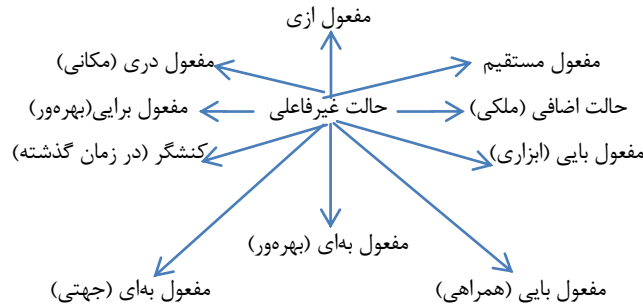 مفعول ازی
مفعول مستقیم
مفعول دری (مکانی)
حالت اضافی (ملکی)
حالت غیرفاعلی
مفعول برایی(بهره‌ور)
مفعول بایی (ابزاری)
کنشگر (در زمان گذشته)
مفعول به‌ای (بهره‌ور)
مفعول بایی (همراهی)
مفعول به‌ای (جهتی)